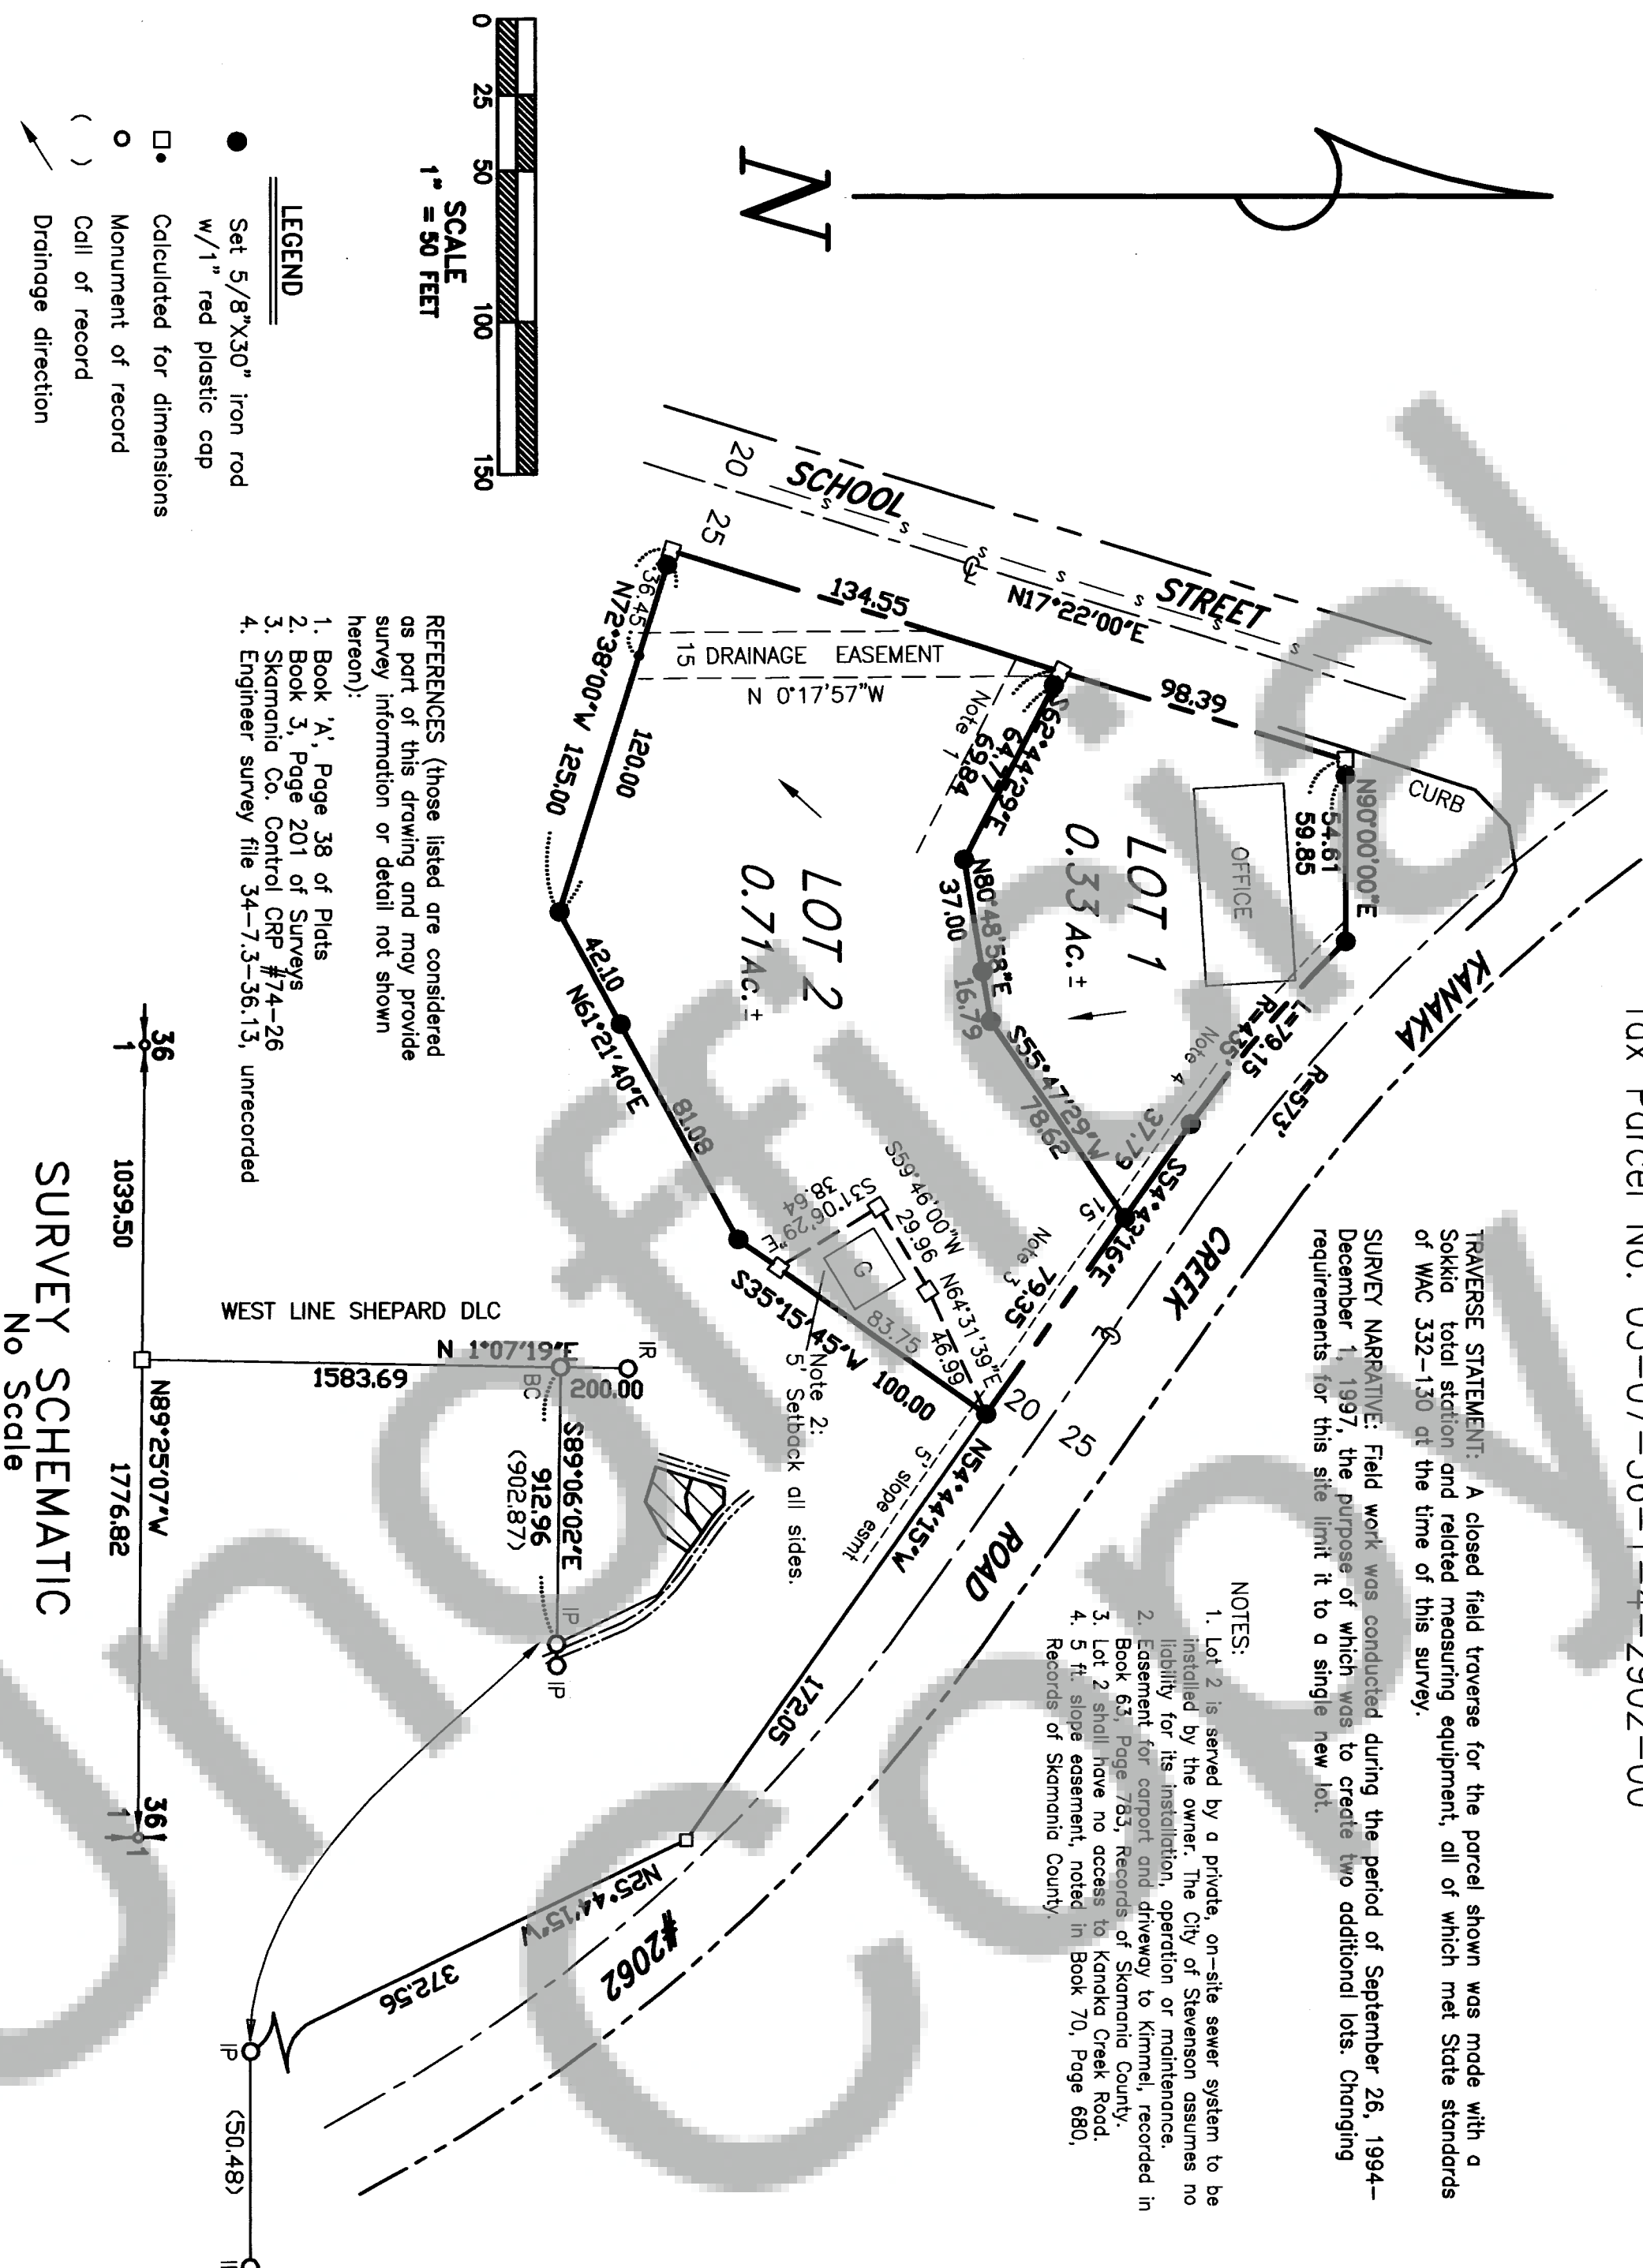 Tax Parcel No. 03-07-36-1-4-2902-00
TRAVERSE STATEMENT: A closed field traverse for the parcel shown was made with a
Sokkia total station and related measuring equipment, all of which met State standards
of WAC 332-130 at the time of this survey.
SURVEY NARRATIVE: Field work was conducted during the period of September 26, 1994-
December 1, 1997, the purpose of which was to create two additional lots. Changing
requirements for this site limit it to a single new lot.
NOTES:
1. Lot 2 is served by a private, on-site sewer system to be
installed by the owner. The City of Stevenson assumes no
liability for its installation, operation or maintenance.
2. Easement for carport and driveway to Kimmel, recorded in
Book 63, Page 783, Records of Skamania County.
3. Lot 2 shall have no access to Kanaka Creek Road.
4. 5 ft. slope easement, noted in Book 70, Page 680,
Records of Skamania County.
N
SCHOOL STREET
20
25
℄
N17°22'00"E
134.55
98.39
CURB
N90°00'00"E
54.61
59.85
OFFICE
LOT 1
0.33 Ac.±
S62°44'29"E
64.77
69.84
Note 1
N80°48'58"E
37.00
16.79
S55°47'29"W
78.62
L=79.15
R=435'
Note 4
R=573'
37.79
S54°43'16"E
15
79.35
Note 3
KANAKA CREEK ROAD
#2062
20
25
15 DRAINAGE EASEMENT
N 0°17'57"W
LOT 2
0.71 Ac.±
36.45
N72°38'00"W 125.00
120.00
42.10
N61°21'40"E
81.08
S31°06'29"E
38.64
S59°46'00"W
29.96
N64°31'39"E
46.99
G
83.75
S35°15'45"W 100.00
Note 2:
5' Setback all sides.
5' slope esmt
N54°44'15"W
172.05
N25°44'15"W
372.56
SCALE
1" = 50 FEET
0 25 50 100 150
LEGEND
Set 5/8"X30" iron rod
w/1" red plastic cap
Calculated for dimensions
Monument of record
( ) Call of record
Drainage direction
REFERENCES (those listed are considered
as part of this drawing and may provide
survey information or detail not shown
hereon):
1. Book 'A', Page 38 of Plats
2. Book 3, Page 201 of Surveys
3. Skamania Co. Control CRP #74-26
4. Engineer survey file 34-7.3-36.13, unrecorded
WEST LINE SHEPARD DLC
N 1°07'19"E
1583.69
IR
200.00
BC
S89°06'02"E
912.96
(902.87)
IP
IP
IP
(50.48)
36
1
1039.50
N89°25'07"W
1776.82
36
1
1
SURVEY SCHEMATIC
No Scale
Unofficial
Copy